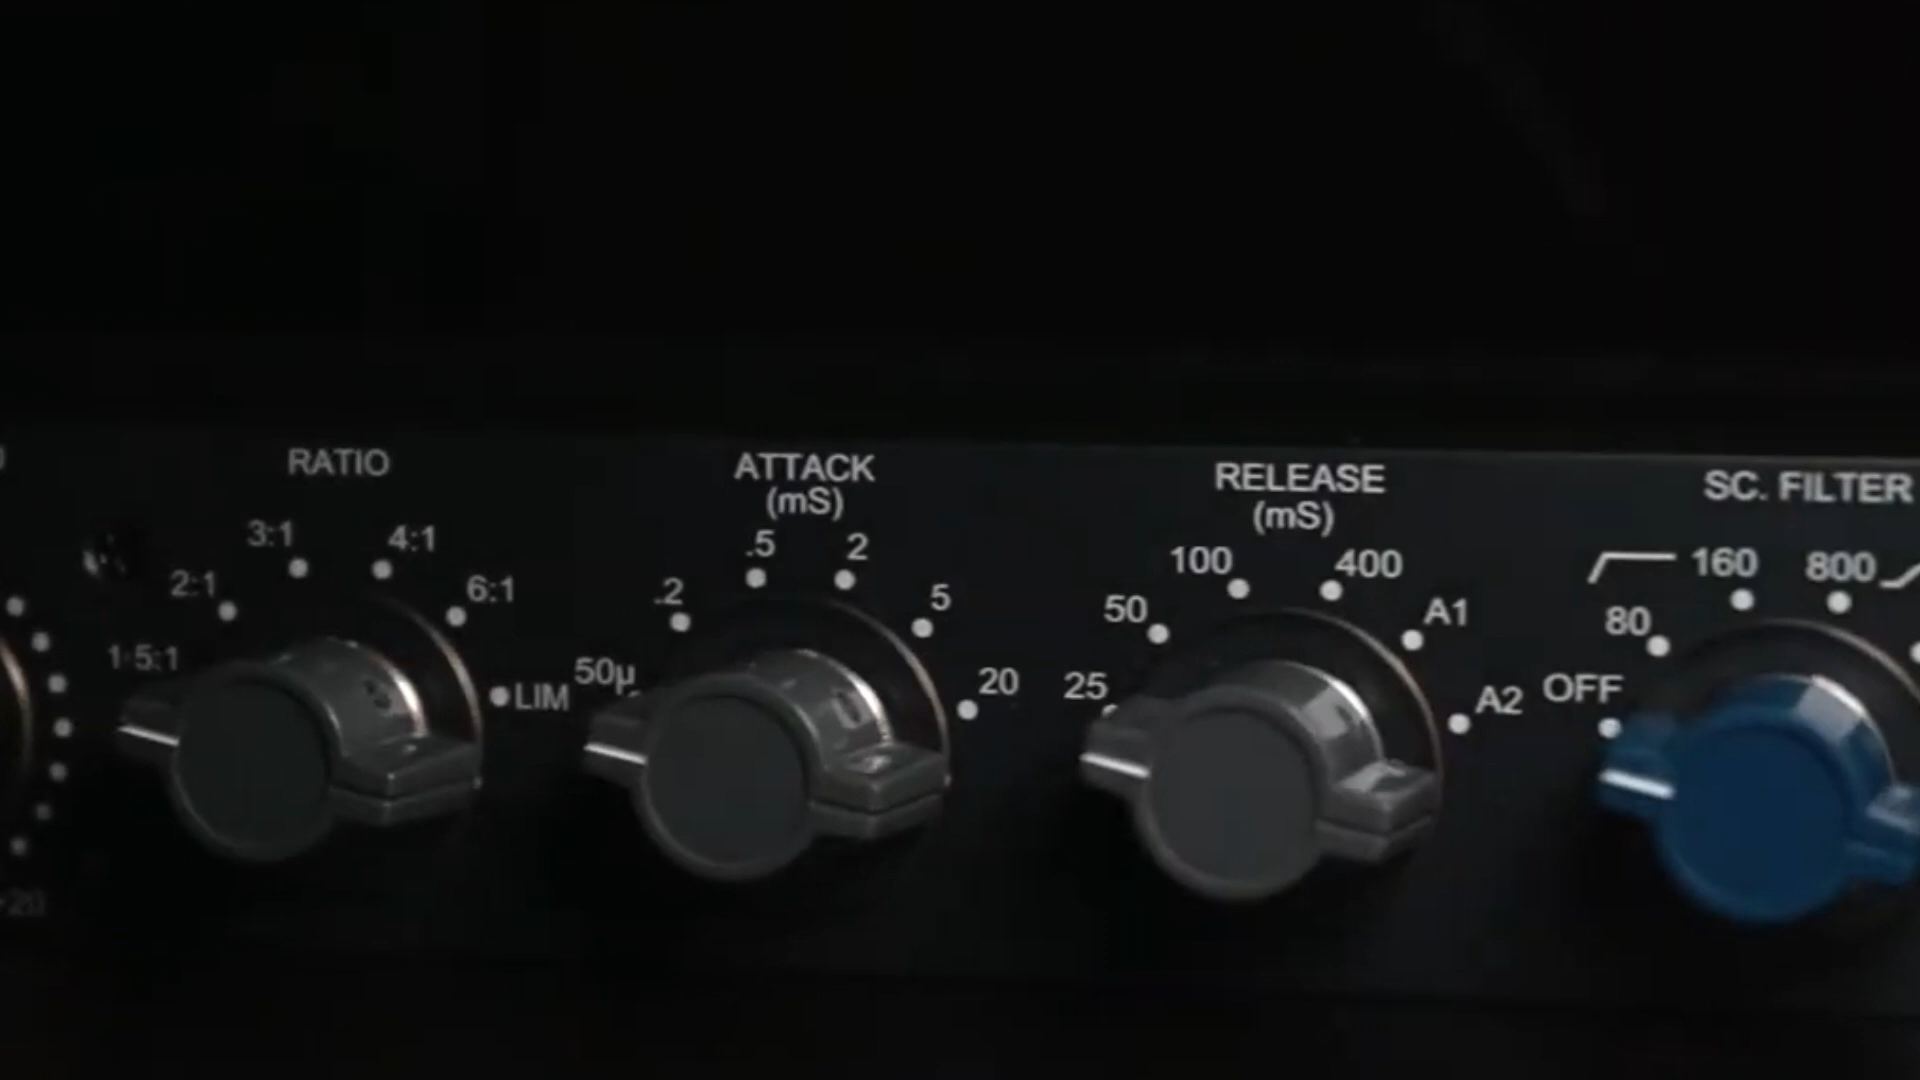 RATIO
1·5:1
2:1
3:1
4:1
6:1
LIM
ATTACK
(mS)
50µ
.2
.5
2
5
20
RELEASE
(mS)
25
50
100
400
A1
A2
SC. FILTER
OFF
80
160
800
+20